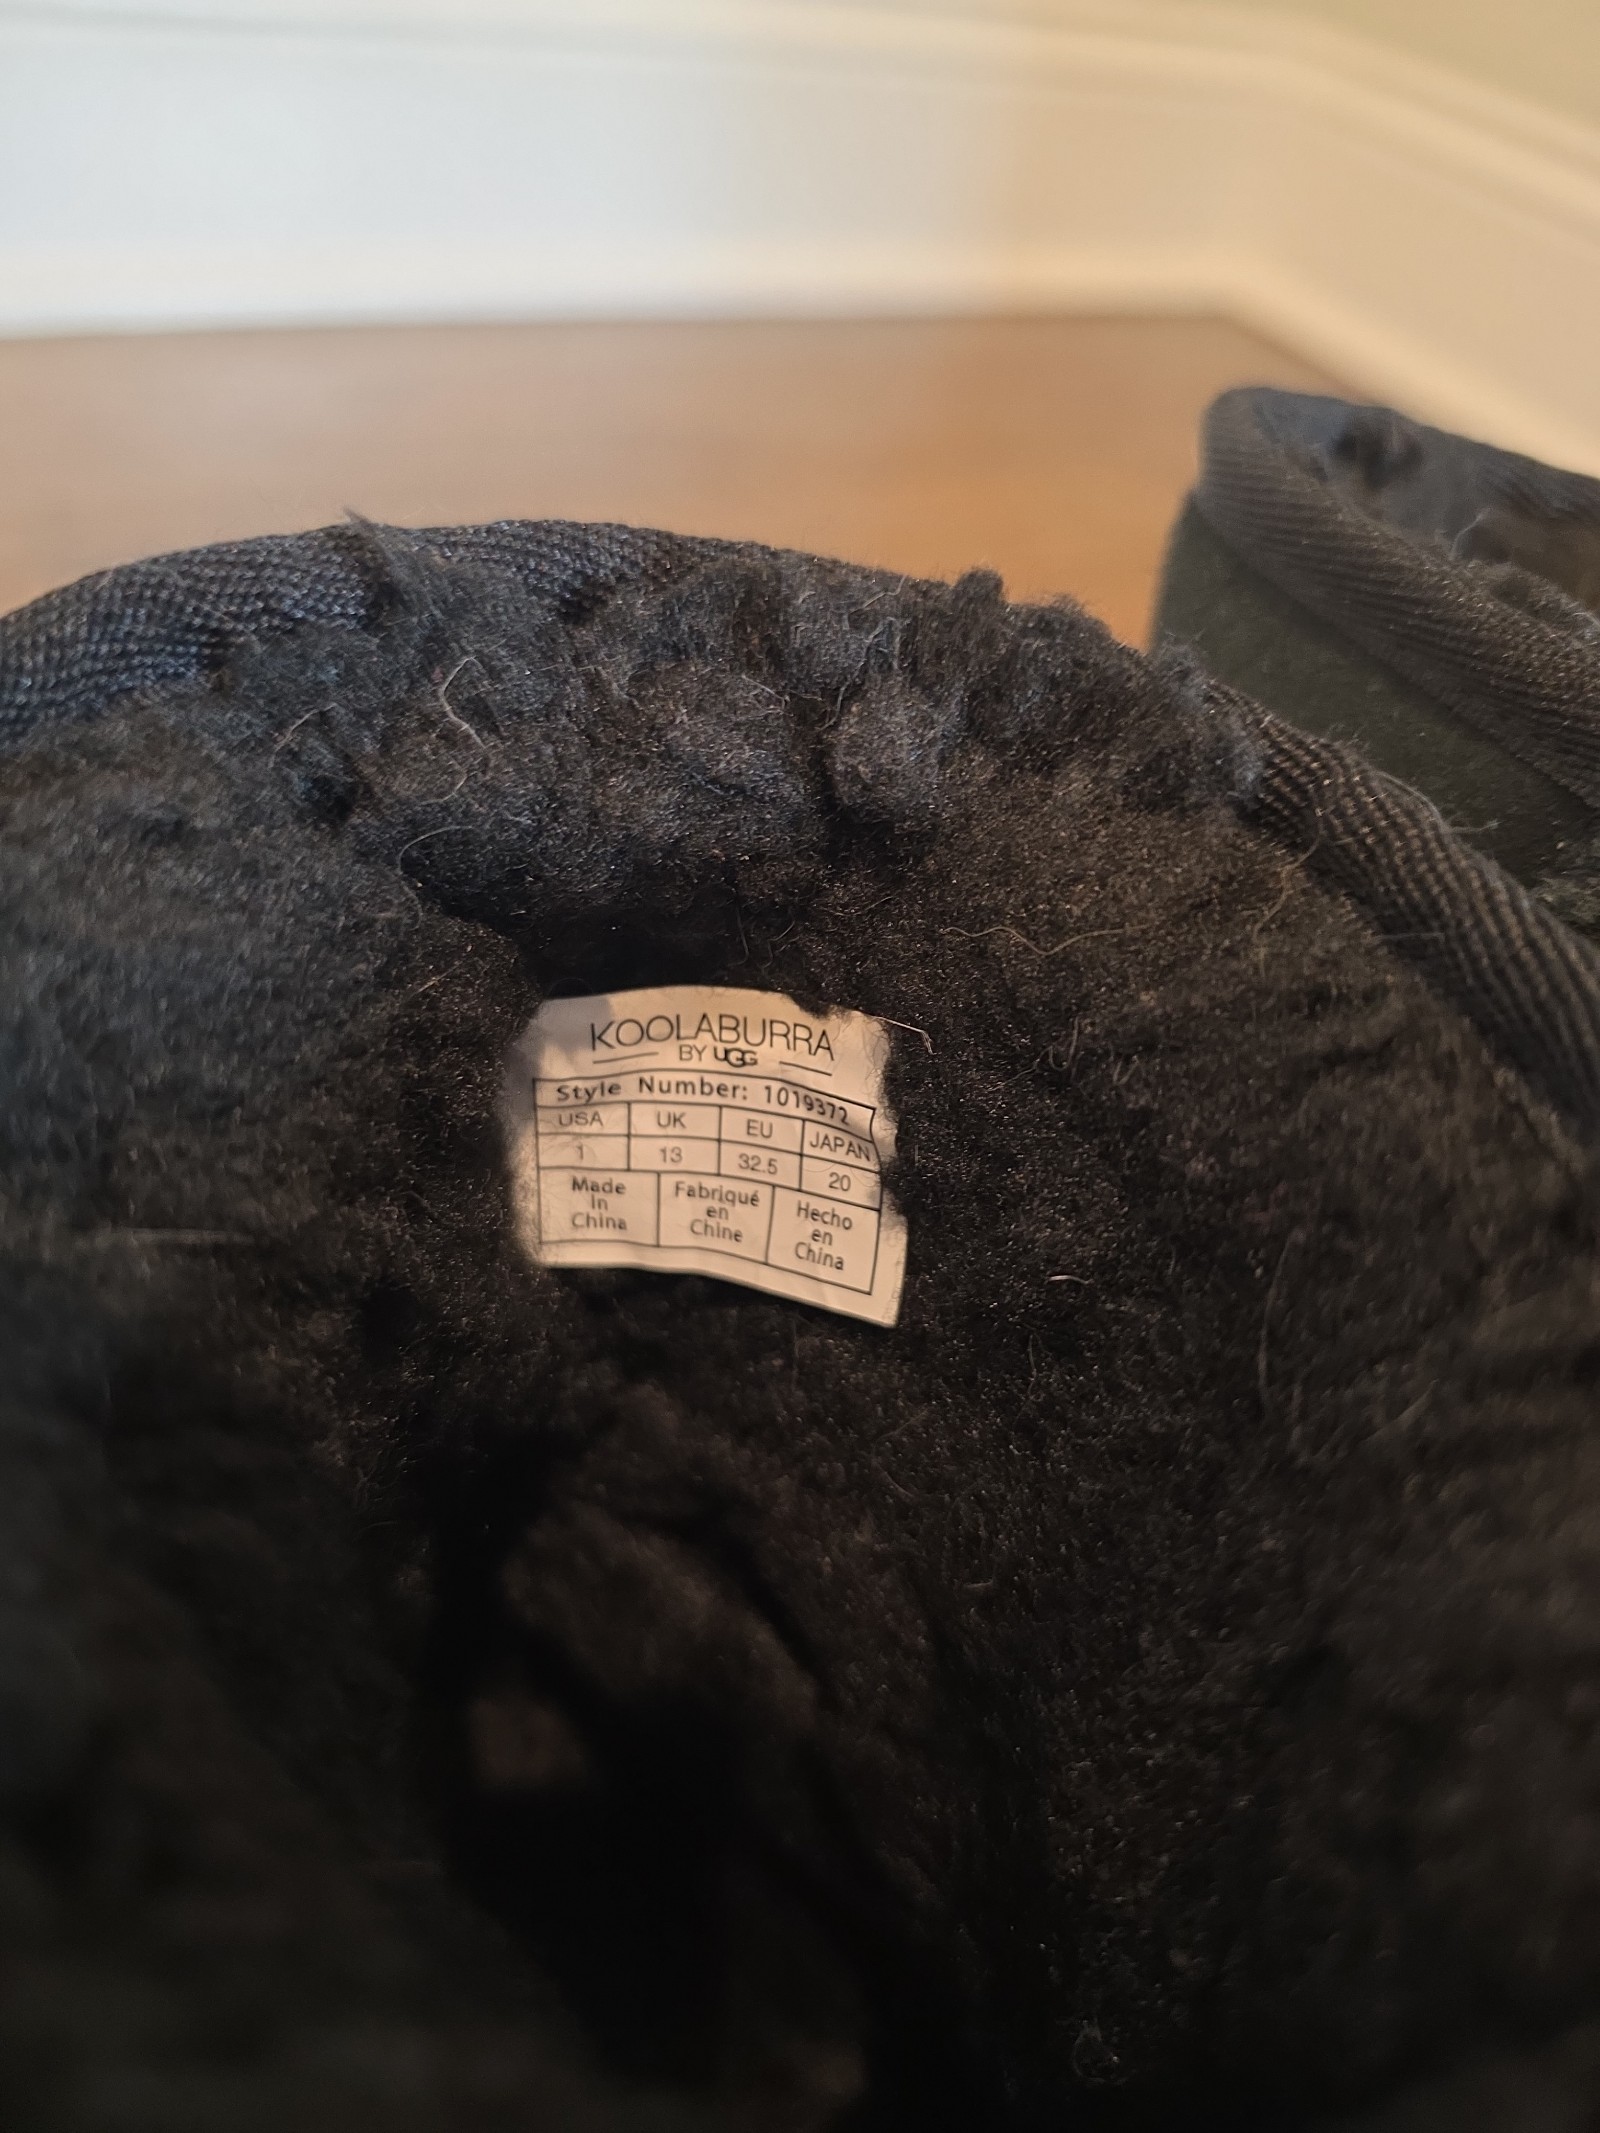 KOOLABURRA
BY UGG
Style Number: 1019372
USA UK EU JAPAN
1 13 32.5 20
Made Fabriqué Hecho
In en en
China Chine China